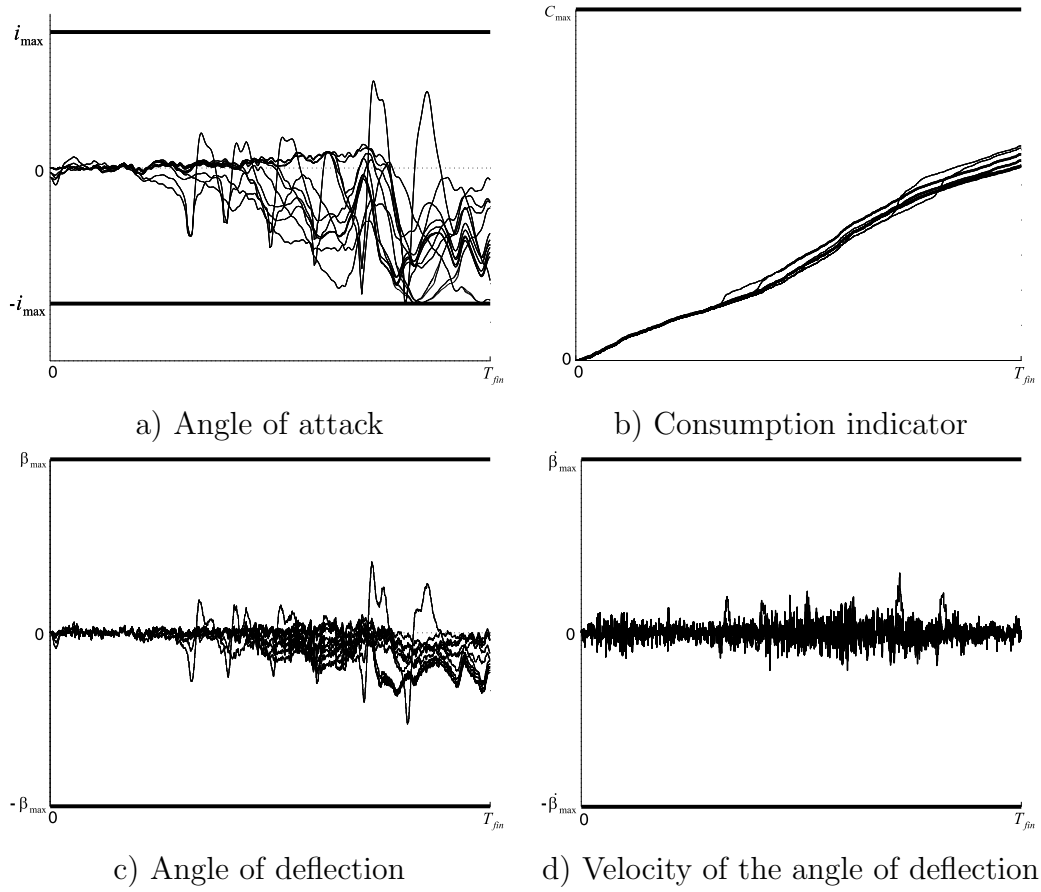 i_max
0
-i_max
0
T_fin
a) Angle of attack
C_max
0
0
T_fin
b) Consumption indicator
β_max
0
-β_max
0
T_fin
c) Angle of deflection
β̇_max
0
-β̇_max
0
T_fin
d) Velocity of the angle of deflection